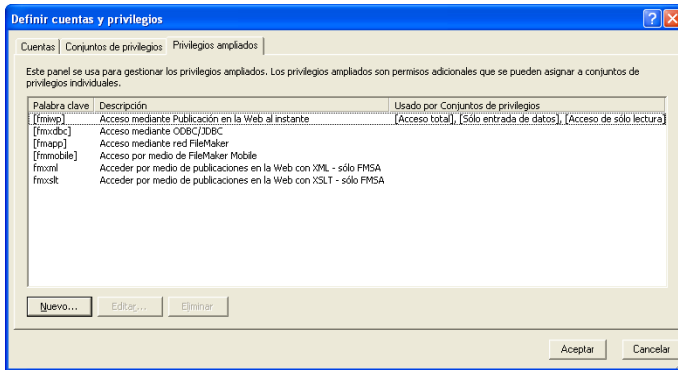 Definir cuentas y privilegios
Cuentas Conjuntos de privilegios Privilegios ampliados
Este panel se usa para gestionar los privilegios ampliados. Los privilegios ampliados son permisos adicionales que se pueden asignar a conjuntos de
privilegios individuales.
Palabra clave Descripción Usado por Conjuntos de privilegios
[fmiwp] Acceso mediante Publicación en la Web al instante [Acceso total], [Sólo entrada de datos], [Acceso de sólo lectura]
[fmxdbc] Acceso mediante ODBC/JDBC
[fmapp] Acceso mediante red FileMaker
[fmmobile] Acceso por medio de FileMaker Mobile
fmxml Acceder por medio de publicaciones en la Web con XML - sólo FMSA
fmxslt Acceder por medio de publicaciones en la Web con XSLT - sólo FMSA
Nuevo... Editar... Eliminar
Aceptar Cancelar